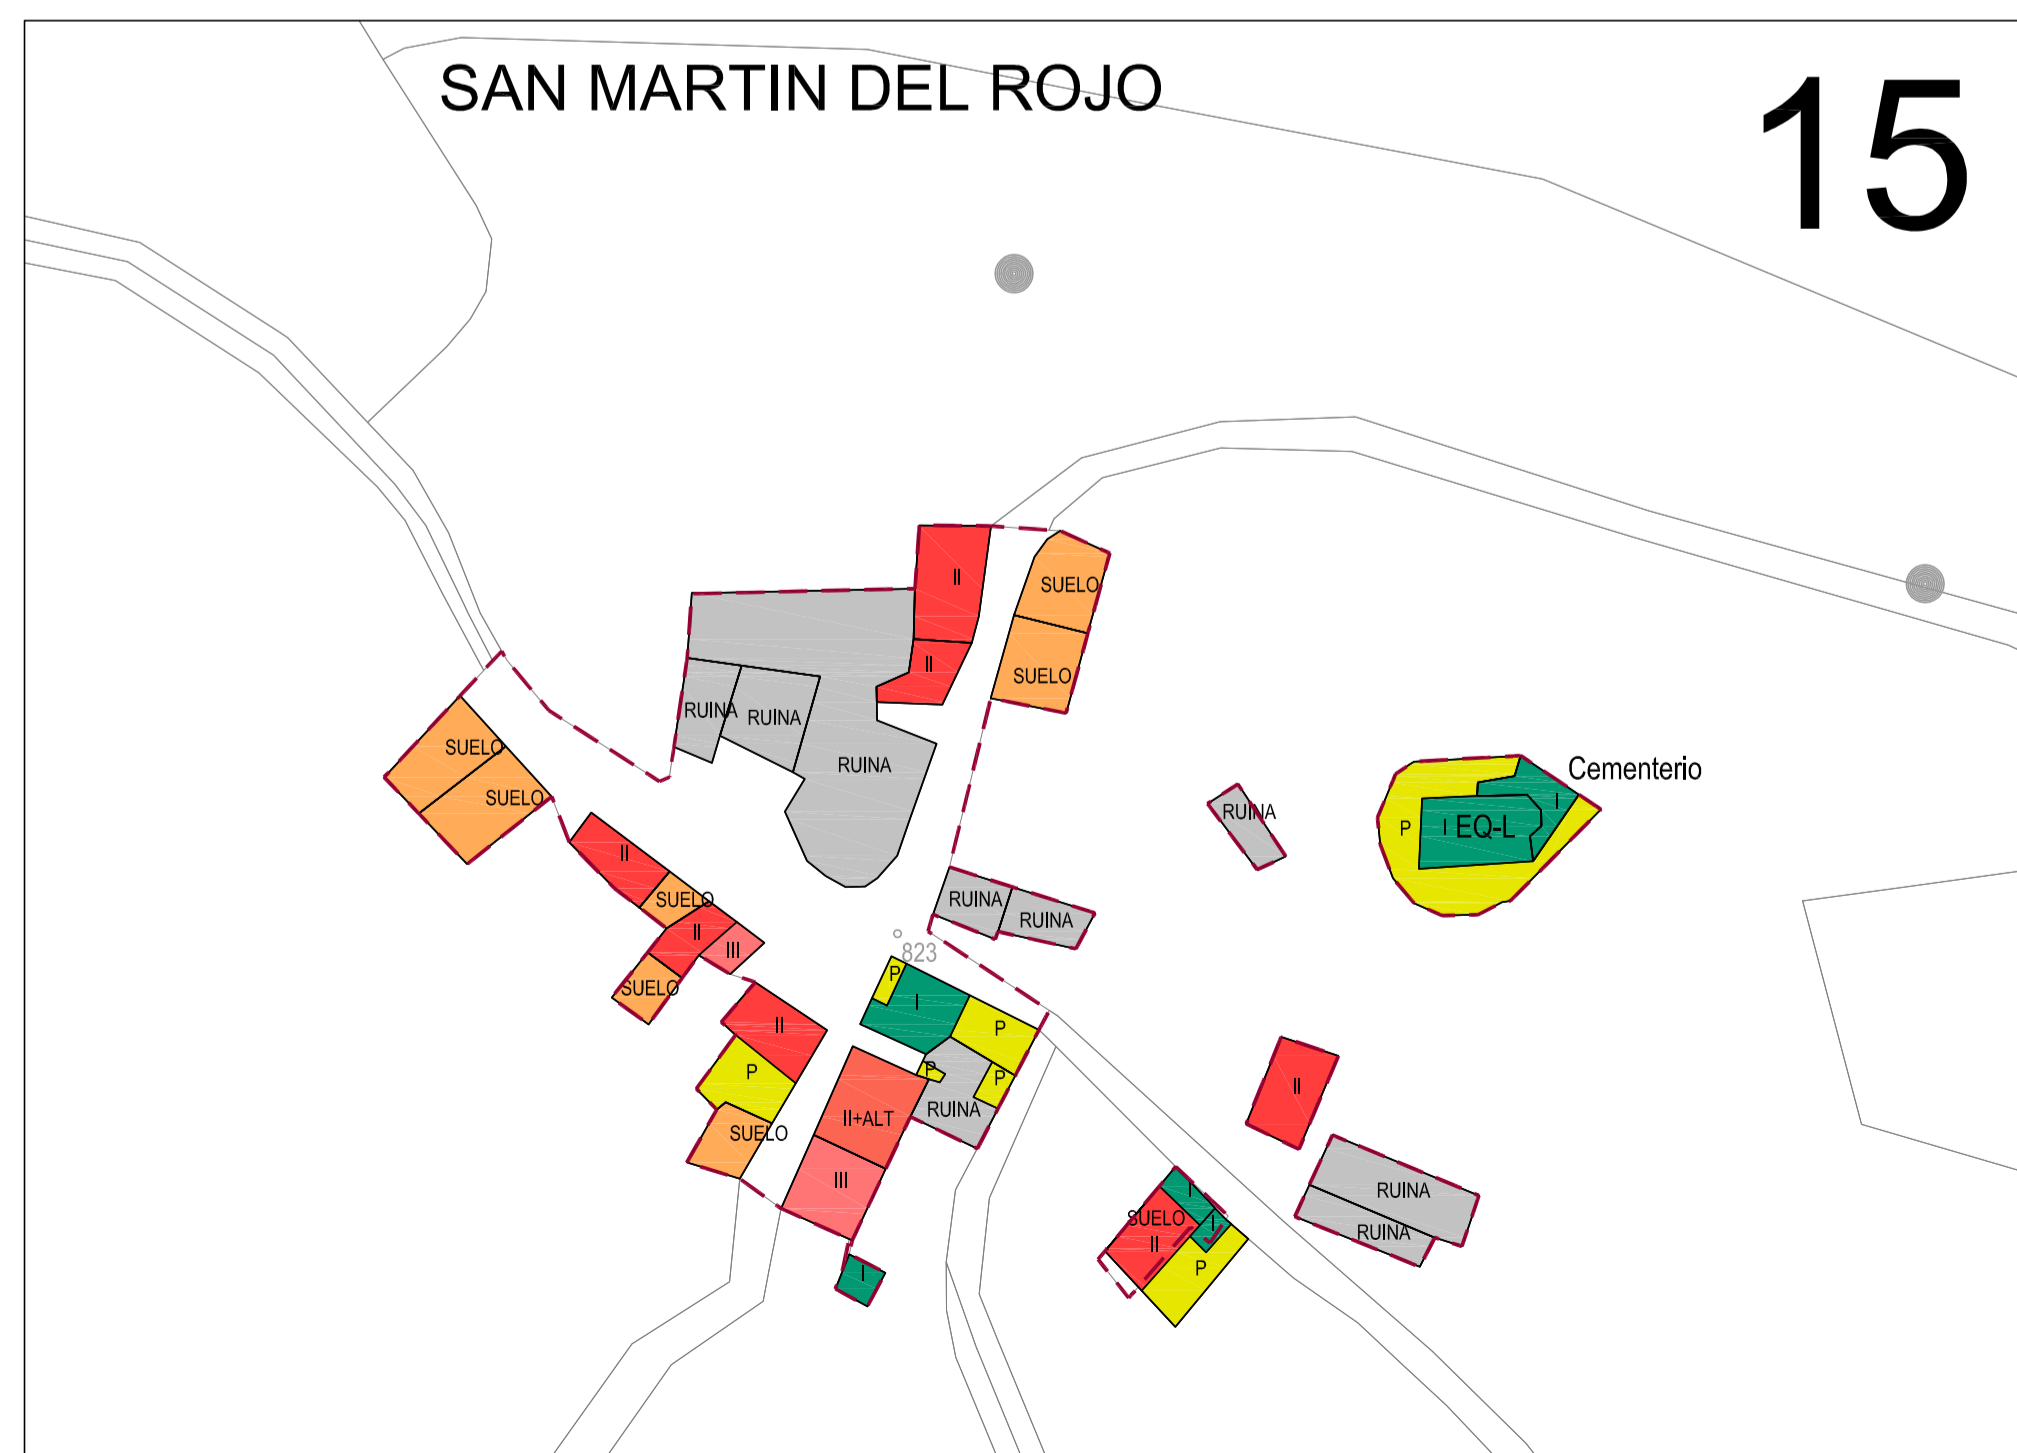 SAN MARTIN DEL ROJO
15
II
SUELO
II
SUELO
RUINA
RUINA
SUELO
RUINA
Cementerio
SUELO
I
RUINA
P
I
EQ-L
II
SUELO
RUINA
RUINA
II
III
823
P
SUELO
I
II
P
P
P
P
II
RUINA
II+ALT
SUELO
III
I
RUINA
SUELO
I
RUINA
II
P
I